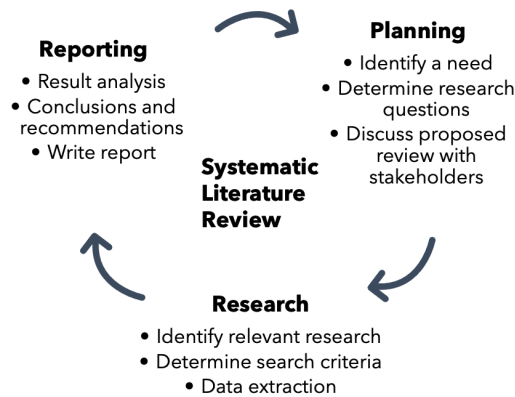 Reporting
• Result analysis
• Conclusions and
recommendations
• Write report
Planning
• Identify a need
• Determine research
questions
• Discuss proposed
review with
stakeholders
Systematic
Literature
Review
Research
• Identify relevant research
• Determine search criteria
• Data extraction